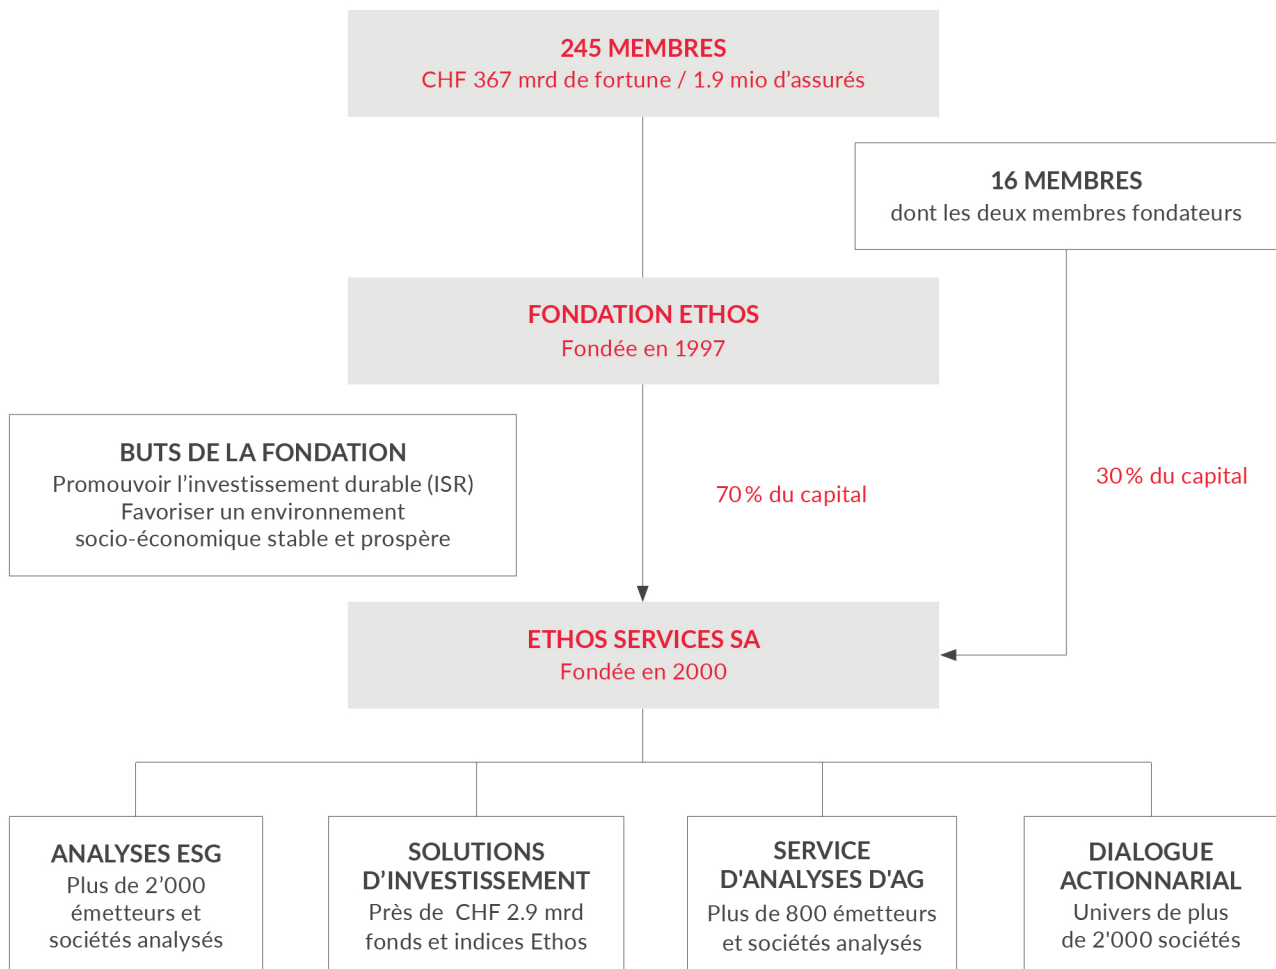 245 MEMBRES
CHF 367 mrd de fortune / 1.9 mio d’assurés
16 MEMBRES
dont les deux membres fondateurs
FONDATION ETHOS
Fondée en 1997
BUTS DE LA FONDATION
Promouvoir l’investissement durable (ISR)
Favoriser un environnement
socio-économique stable et prospère
70 % du capital
30 % du capital
ETHOS SERVICES SA
Fondée en 2000
ANALYSES ESG
Plus de 2’000
émetteurs et
sociétés analysés
SOLUTIONS
D’INVESTISSEMENT
Près de CHF 2.9 mrd
fonds et indices Ethos
SERVICE
D'ANALYSES D'AG
Plus de 800 émetteurs
et sociétés analysés
DIALOGUE
ACTIONNARIAL
Univers de plus
de 2'000 sociétés